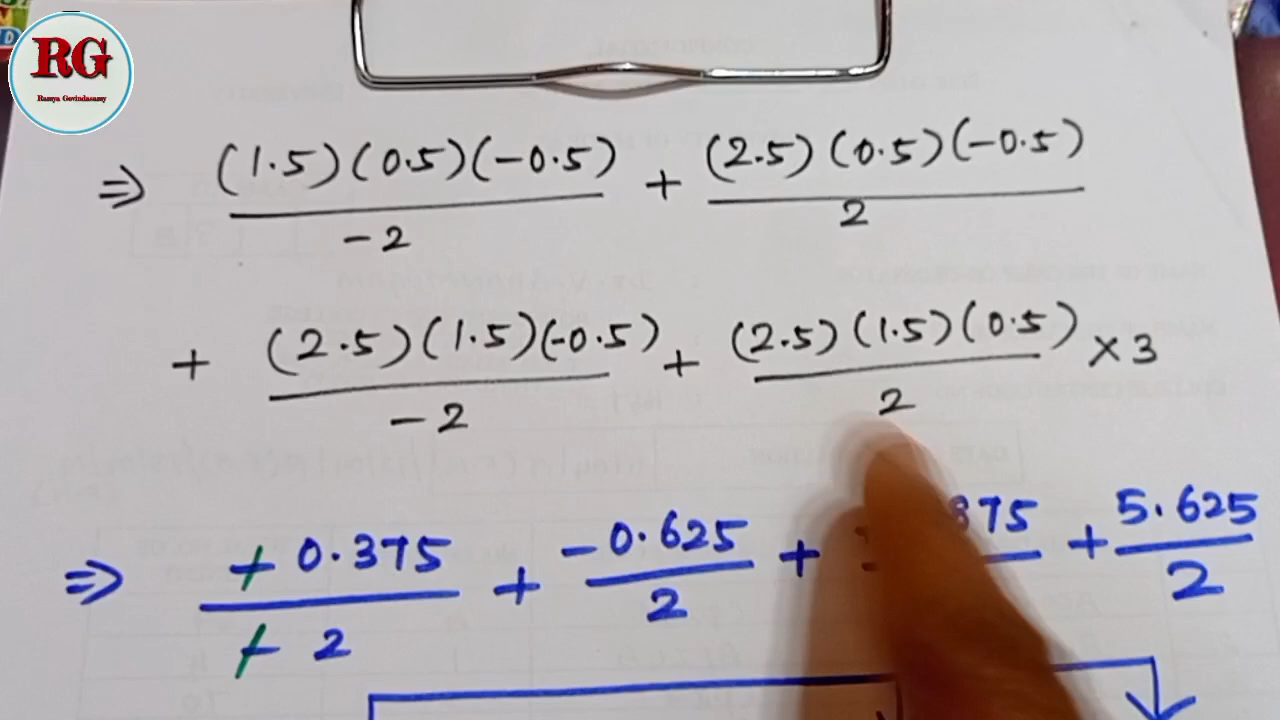 RG
Ramya Govindasamy
⇒ (1.5)(0.5)(-0.5) / -2 + (2.5)(0.5)(-0.5) / 2
+ (2.5)(1.5)(-0.5) / -2 + (2.5)(1.5)(0.5) / 2 × 3
⇒ -0.375 / -2 + -0.625 / 2 + 875 + 5.625 / 2